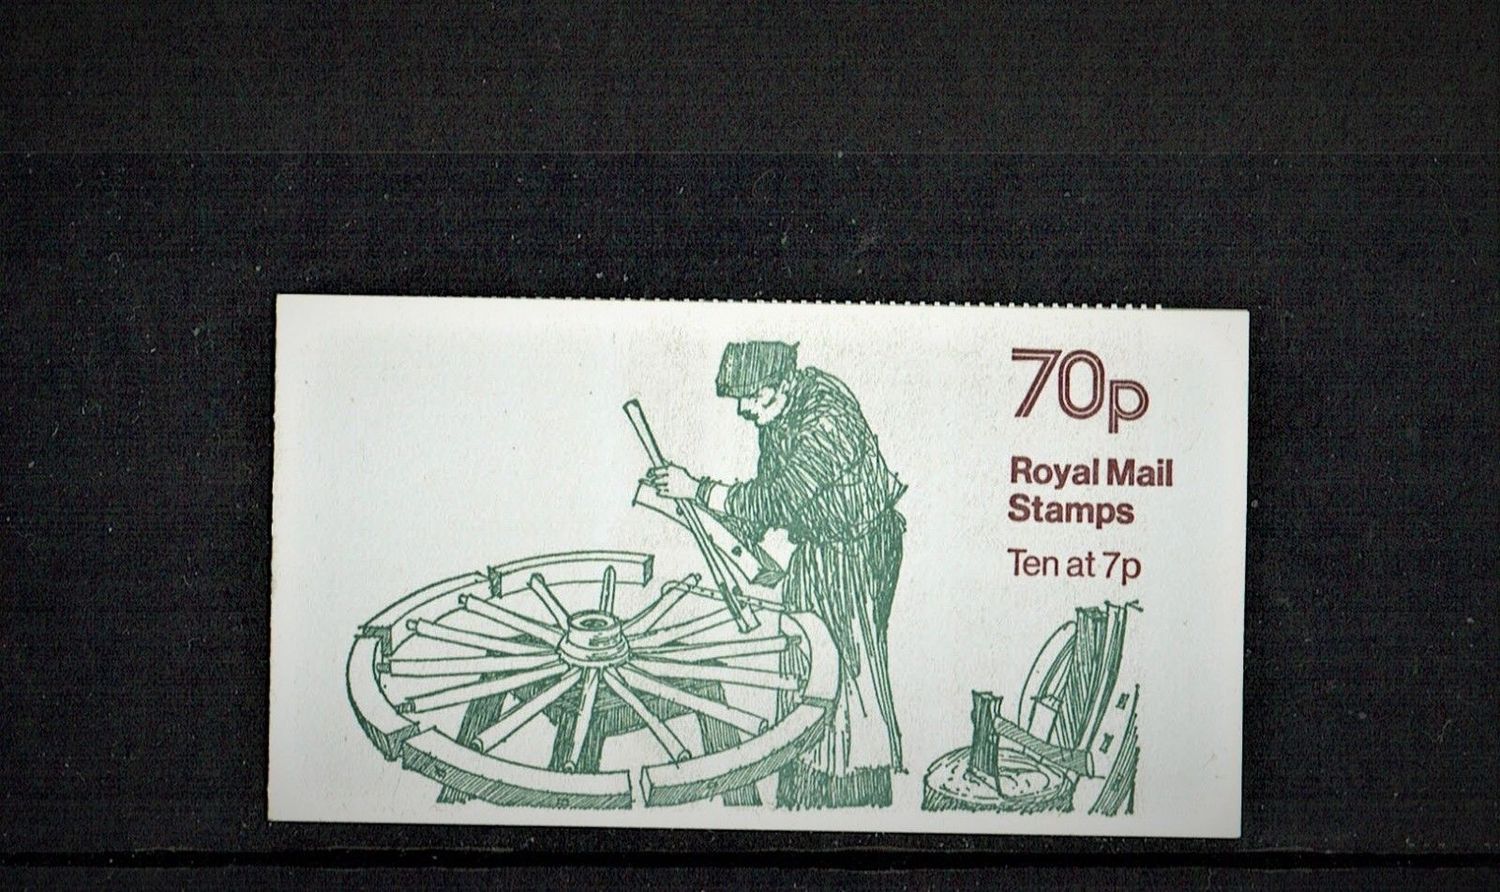 70p
Royal Mail
Stamps
Ten at 7p